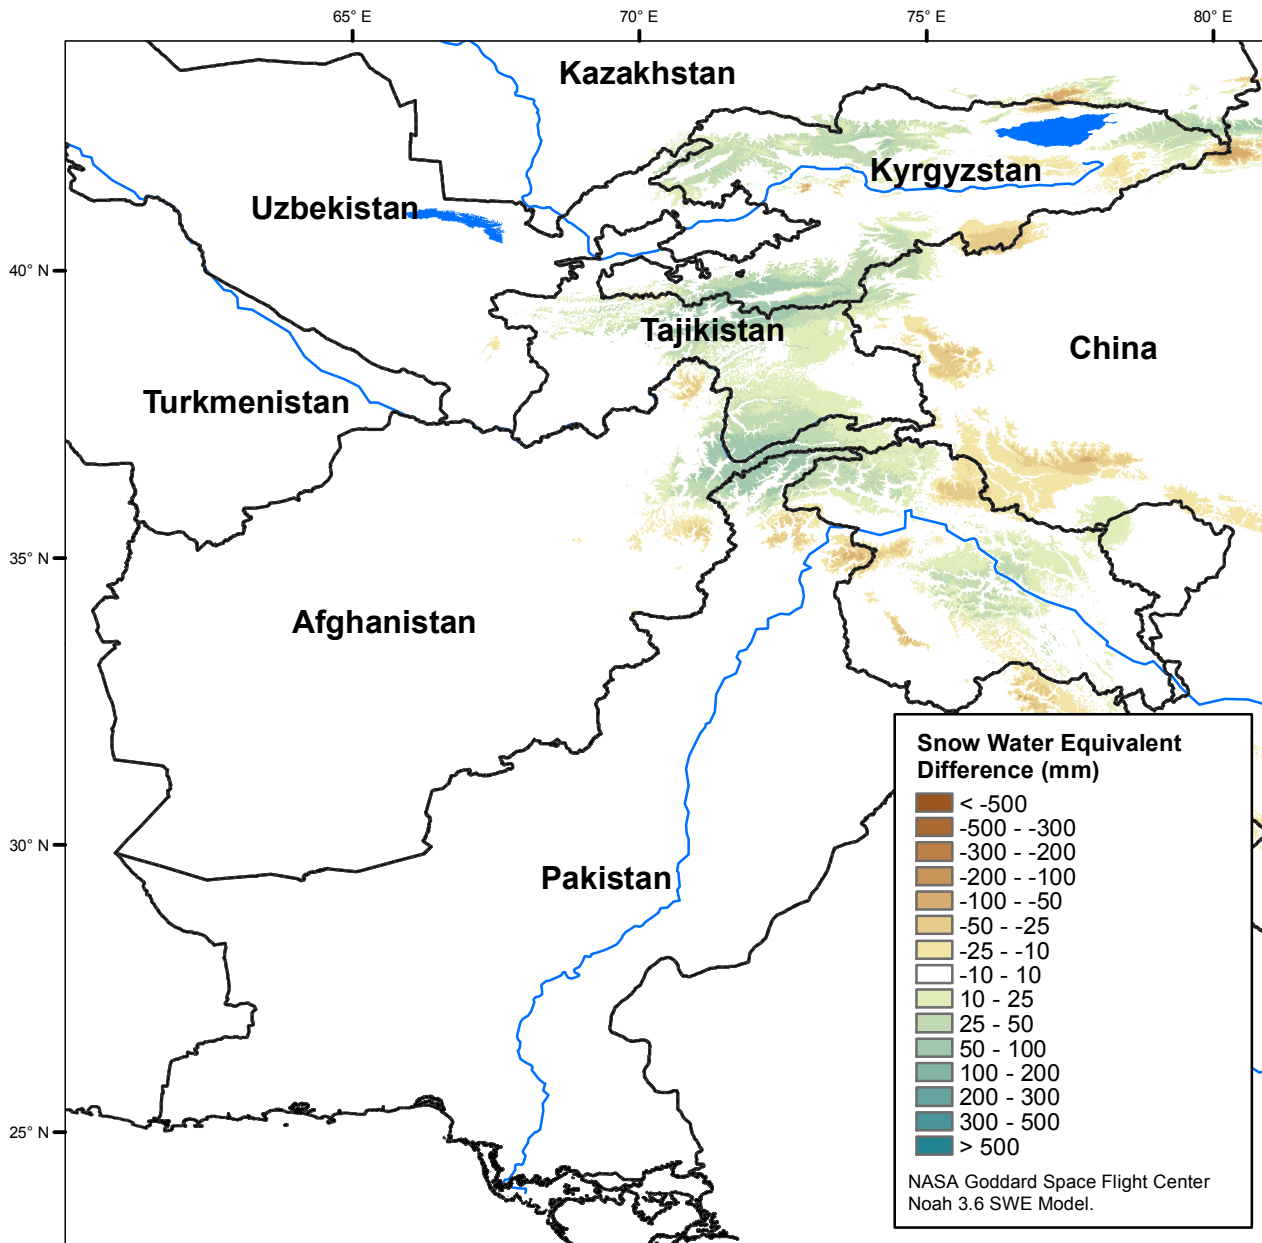 65° E
70° E
75° E
80° E
Kazakhstan
Kyrgyzstan
Uzbekistan
40° N
Tajikistan
China
Turkmenistan
35° N
Afghanistan
30° N
Pakistan
25° N
Snow Water Equivalent
Difference (mm)
< -500
-500 - -300
-300 - -200
-200 - -100
-100 - -50
-50 - -25
-25 - -10
-10 - 10
10 - 25
25 - 50
50 - 100
100 - 200
200 - 300
300 - 500
> 500
NASA Goddard Space Flight Center
Noah 3.6 SWE Model.